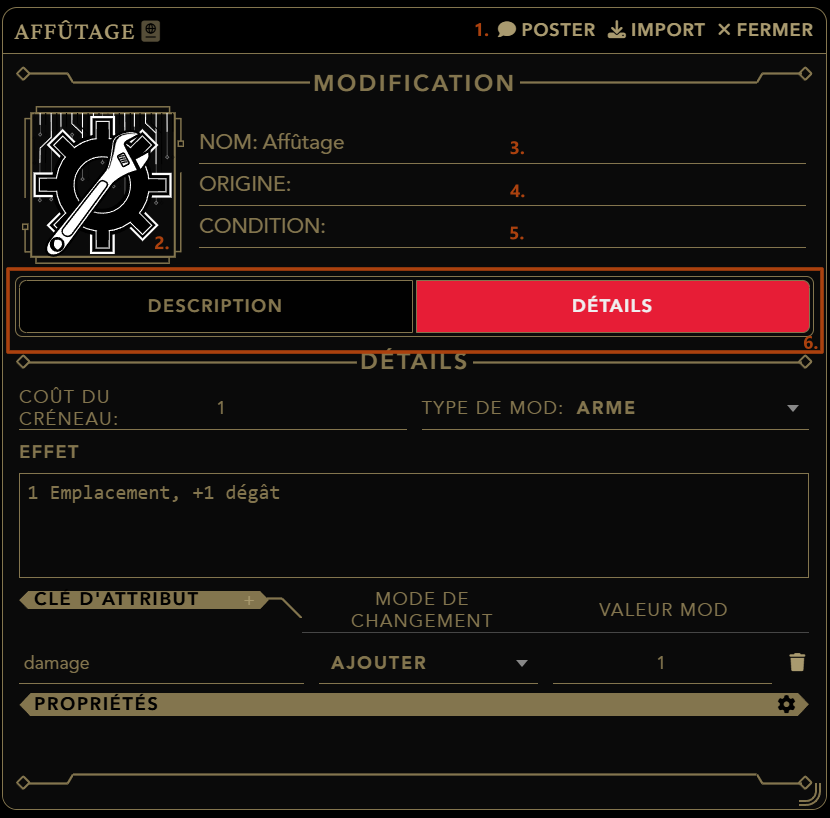 AFFÛTAGE 1. POSTER IMPORT × FERMER
MODIFICATION
NOM: Affûtage 3.
ORIGINE: 4.
CONDITION: 5.
2.
DESCRIPTION DÉTAILS
6.
DÉTAILS
COÛT DU
CRÉNEAU: 1 TYPE DE MOD: ARME
EFFET
1 Emplacement, +1 dégât
CLÉ D'ATTRIBUT + MODE DE
CHANGEMENT VALEUR MOD
damage AJOUTER 1
PROPRIÉTÉS